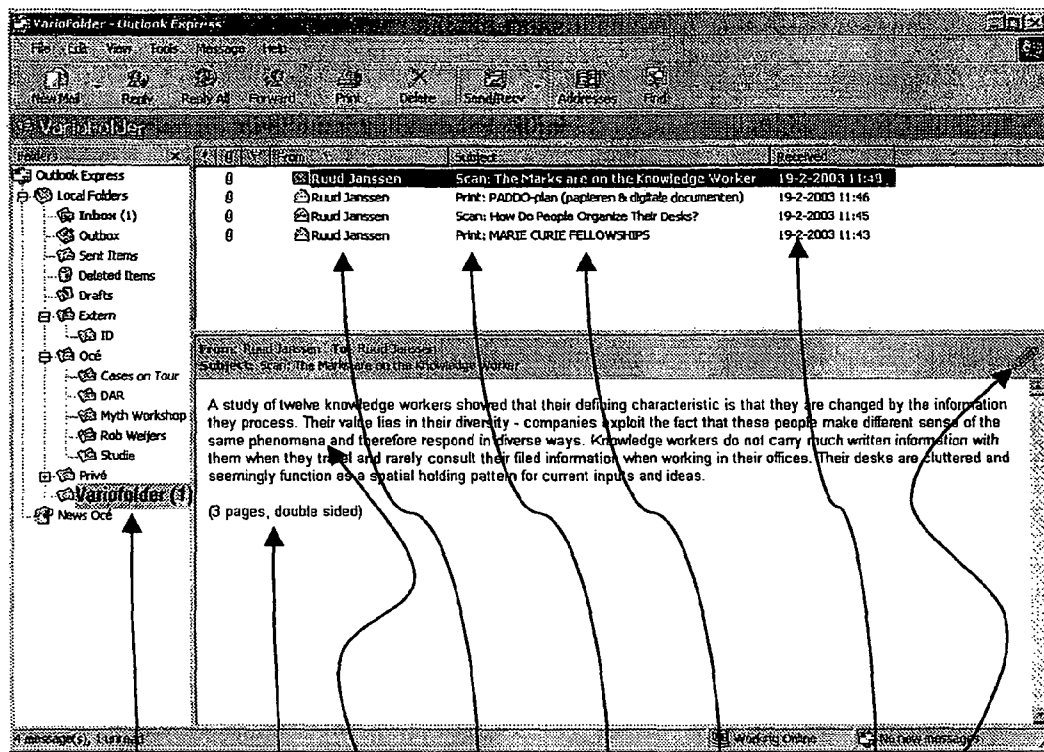 VarioFolder - Outlook Express
File Edit View Tools Message Help
New Mail Reply Reply All Forward Print Delete Send/Recv Addresses Find
Variofolder
Folders × ! From Subject Received
Outlook Express
Local Folders
Inbox (1)
Outbox
Sent Items
Deleted Items
Drafts
Extern
ID
Océ
Cases on Tour
DAR
Myth Workshop
Rob Weijers
Studie
Privé
Variofolder (1)
News Océ
Ruud Janssen Scan: The Marks are on the Knowledge Worker 19-2-2003 11:49
Ruud Janssen Print: PADDO-plan (papieren & digitale documenten) 19-2-2003 11:46
Ruud Janssen Scan: How Do People Organize Their Desks? 19-2-2003 11:45
Ruud Janssen Print: MARIE CURIE FELLOWSHIPS 19-2-2003 11:43
From: Ruud Janssen To: Ruud Janssen
Subject: Scan: The Marks are on the Knowledge Worker
A study of twelve knowledge workers showed that their defining characteristic is that they are changed by the information
they process. Their value lies in their diversity - companies exploit the fact that these people make different sense of the
same phenomena and therefore respond in diverse ways. Knowledge workers do not carry much written information with
them when they travel and rarely consult their filed information when working in their offices. Their desks are cluttered and
seemingly function as a spatial holding pattern for current inputs and ideas.
(3 pages, double sided)
4 message(s), 1 unread Working Online No new messages